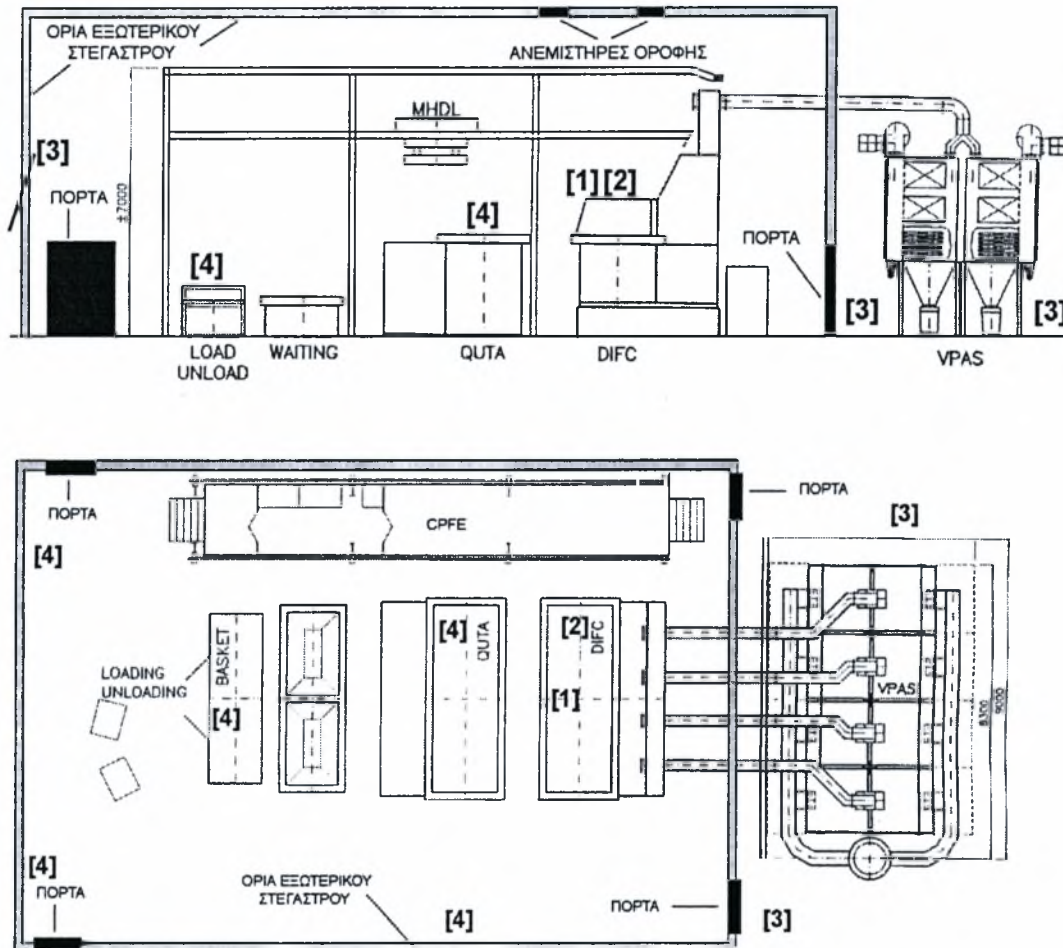 ΟΡΙΑ ΕΞΩΤΕΡΙΚΟΥ
ΣΤΕΓΑΣΤΡΟΥ
ΑΝΕΜΙΣΤΗΡΕΣ ΟΡΟΦΗΣ
MHDL
[3]
ΠΟΡΤΑ
±7000
[4]
[4]
[1] [2]
ΠΟΡΤΑ
[3]
[3]
LOAD
UNLOAD
WAITING
QUTA
DIFC
VPAS
ΠΟΡΤΑ
[4]
CPFE
ΠΟΡΤΑ
[3]
LOADING
UNLOADING
BASKET
[4]
[4]
QUTA
[2]
DIFC
[1]
VPAS
8300
9000
[4]
ΠΟΡΤΑ
ΟΡΙΑ ΕΞΩΤΕΡΙΚΟΥ
ΣΤΕΓΑΣΤΡΟΥ
[4]
ΠΟΡΤΑ
[3]